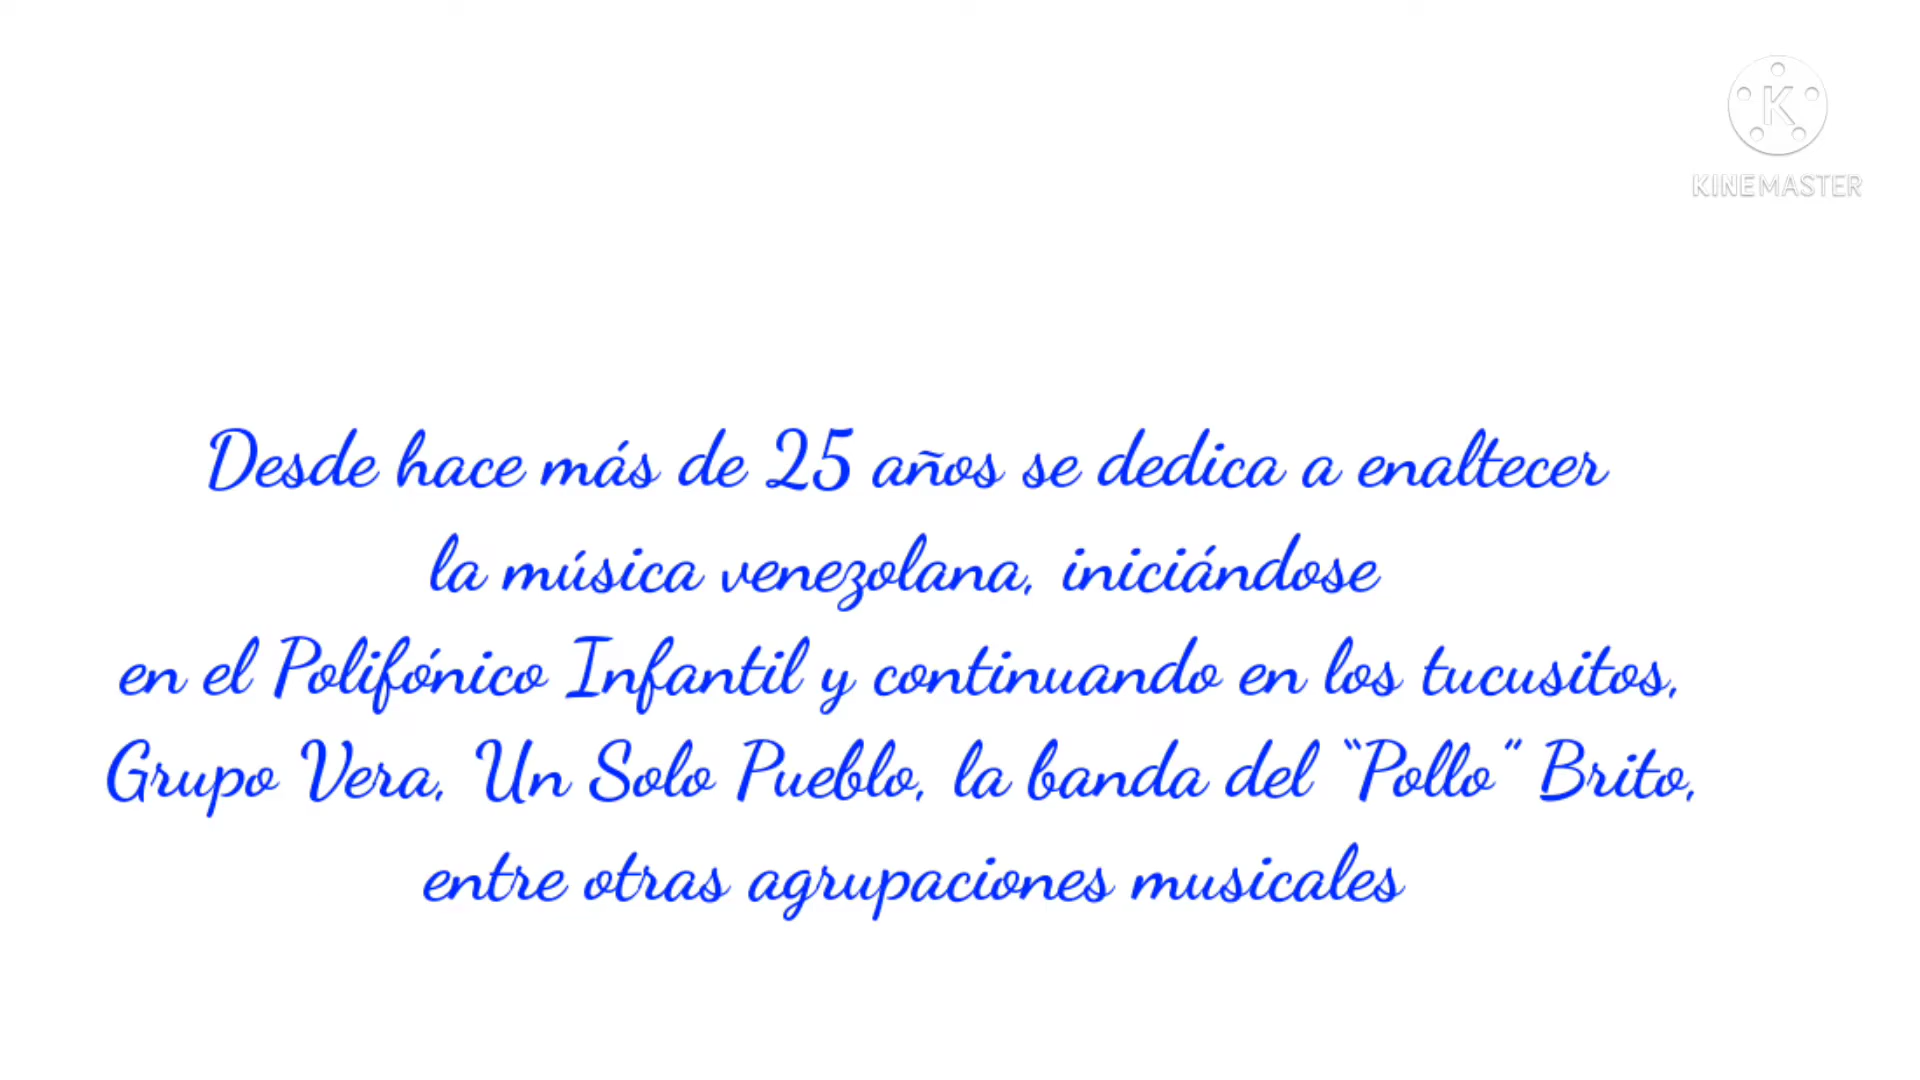 KINEMASTER
Desde hace más de 25 años se dedica a enaltecer
la música venezolana, iniciándose
en el Polifónico Infantil y continuando en los tucusitos,
Grupo Vera, Un Solo Pueblo, la banda del “Pollo” Brito,
entre otras agrupaciones musicales